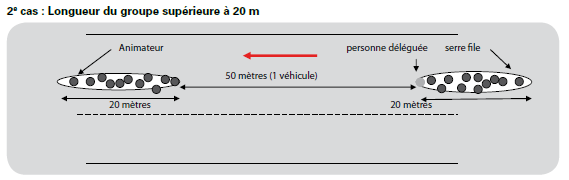 2e cas : Longueur du groupe supérieure à 20 m
Animateur
personne déléguée
serre file
50 mètres (1 véhicule)
20 mètres
20 mètres